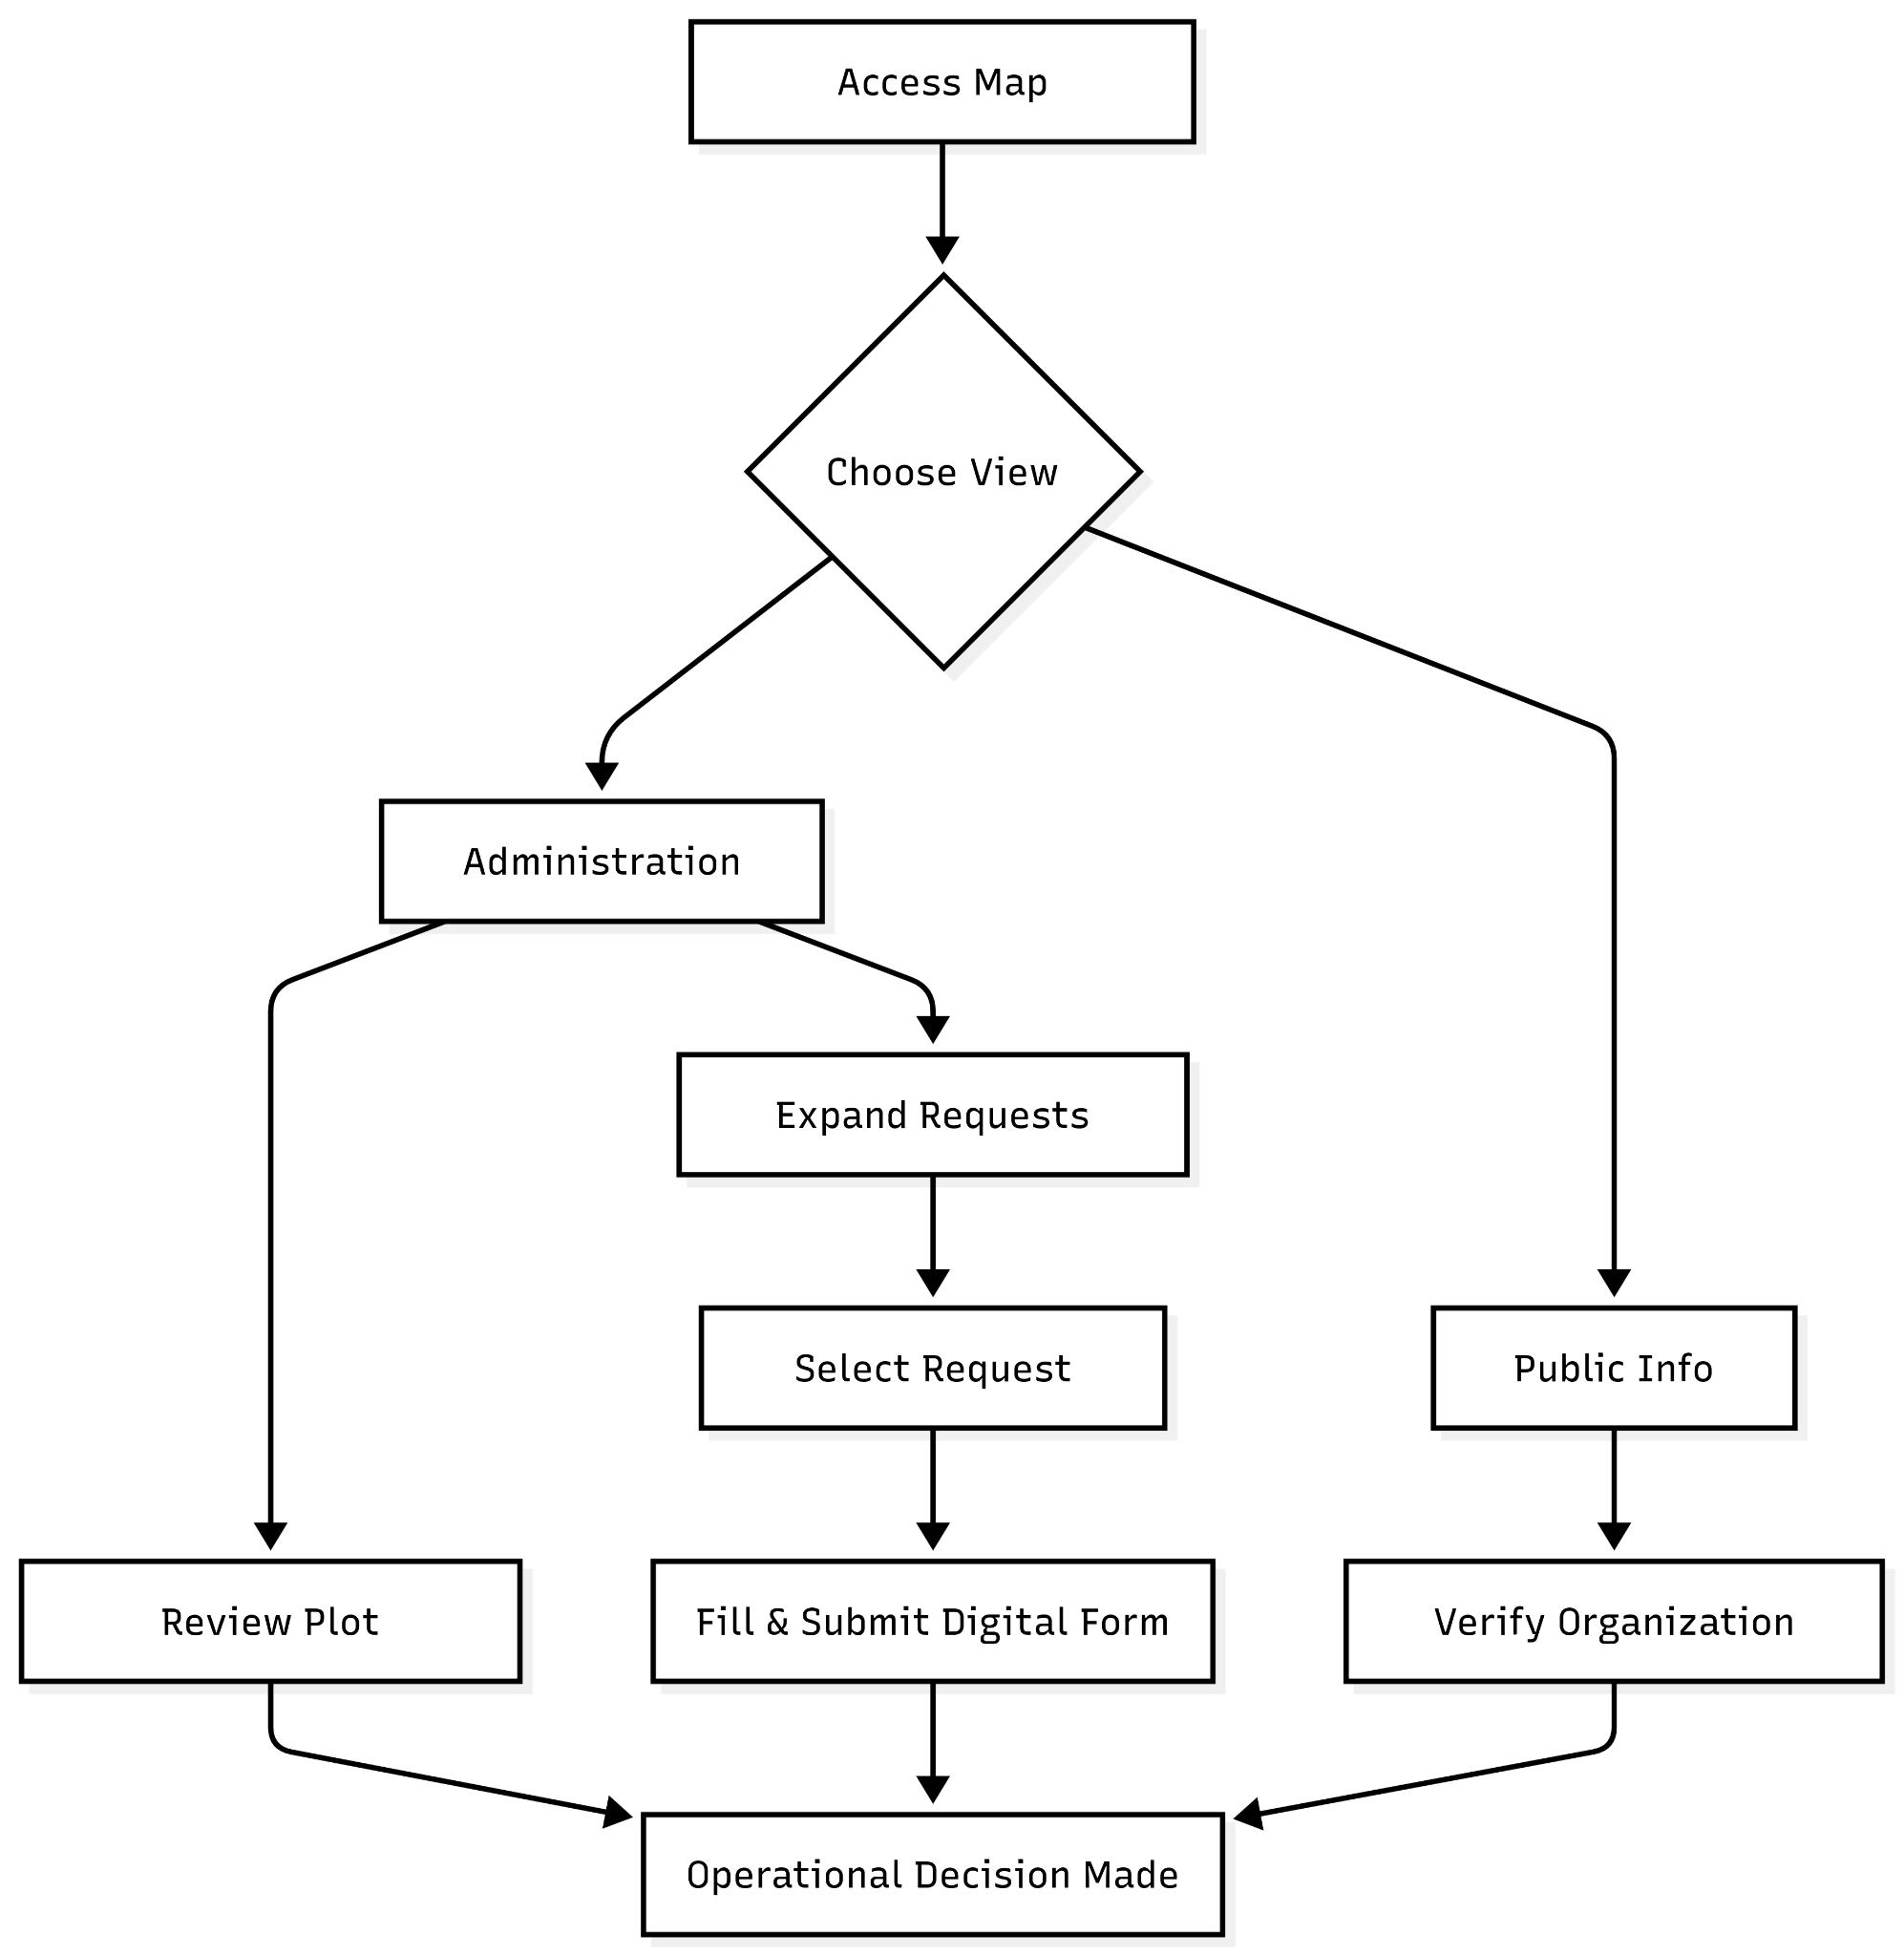 Access Map
Choose View
Administration
Expand Requests
Select Request
Public Info
Review Plot
Fill & Submit Digital Form
Verify Organization
Operational Decision Made